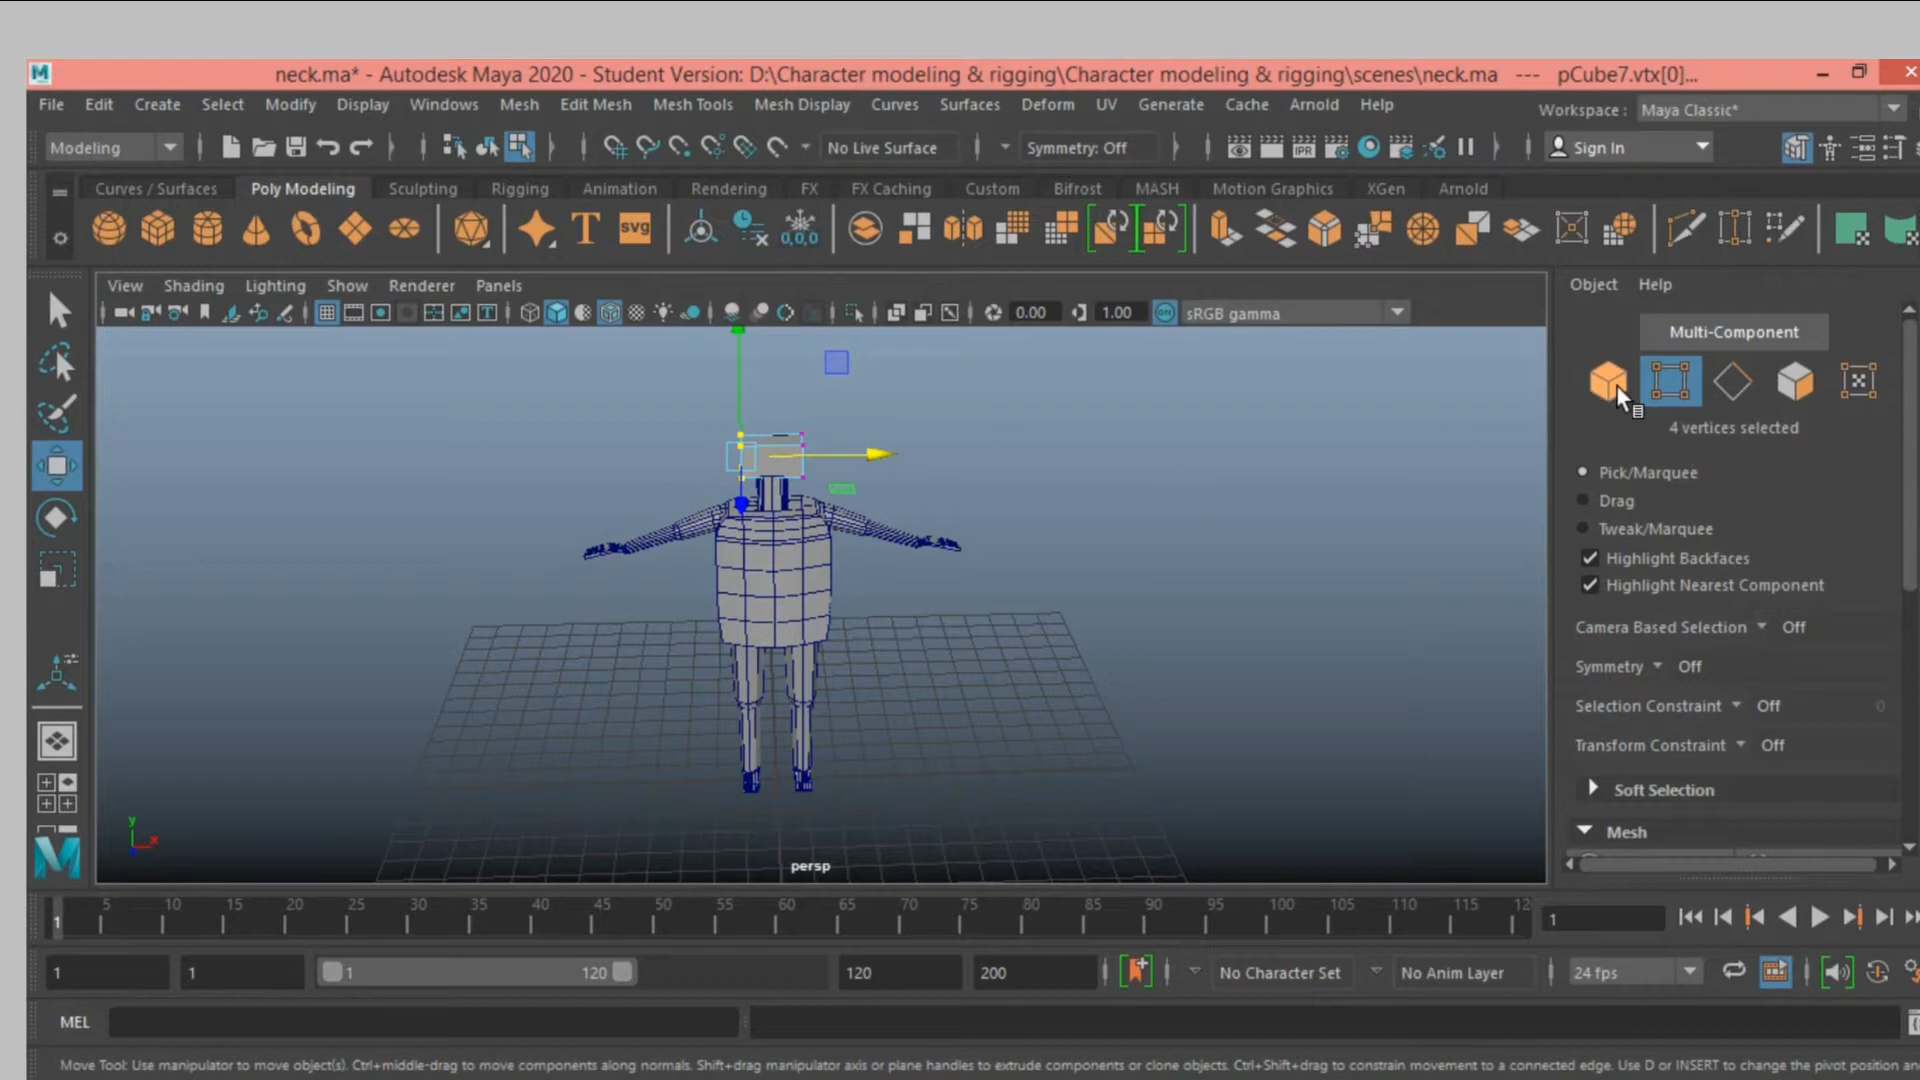 neck.ma* - Autodesk Maya 2020 - Student Version: D:\Character modeling & rigging\Character modeling & rigging\scenes\neck.ma --- pCube7.vtx[0]...
File Edit Create Select Modify Display Windows Mesh Edit Mesh Mesh Tools Mesh Display Curves Surfaces Deform UV Generate Cache Arnold Help Workspace : Maya Classic*
Modeling No Live Surface Symmetry: Off Sign In
Curves / Surfaces Poly Modeling Sculpting Rigging Animation Rendering FX FX Caching Custom Bifrost MASH Motion Graphics XGen Arnold
T svg 0,0,0 IPR
View Shading Lighting Show Renderer Panels
0.00 1.00 ON sRGB gamma
Object Help
Multi-Component
4 vertices selected
Pick/Marquee
Drag
Tweak/Marquee
Highlight Backfaces
Highlight Nearest Component
Camera Based Selection Off
Symmetry Off
Selection Constraint Off 0
Transform Constraint Off
Soft Selection
Mesh
y x
persp
1 5 10 15 20 25 30 35 40 45 50 55 60 65 70 75 80 85 90 95 100 105 110 115 12 1
1 1 1 120 120 200 No Character Set No Anim Layer 24 fps
MEL
Move Tool: Use manipulator to move object(s). Ctrl+middle-drag to move components along normals. Shift+drag manipulator axis or plane handles to extrude components or clone objects. Ctrl+Shift+drag to constrain movement to a connected edge. Use D or INSERT to change the pivot position an